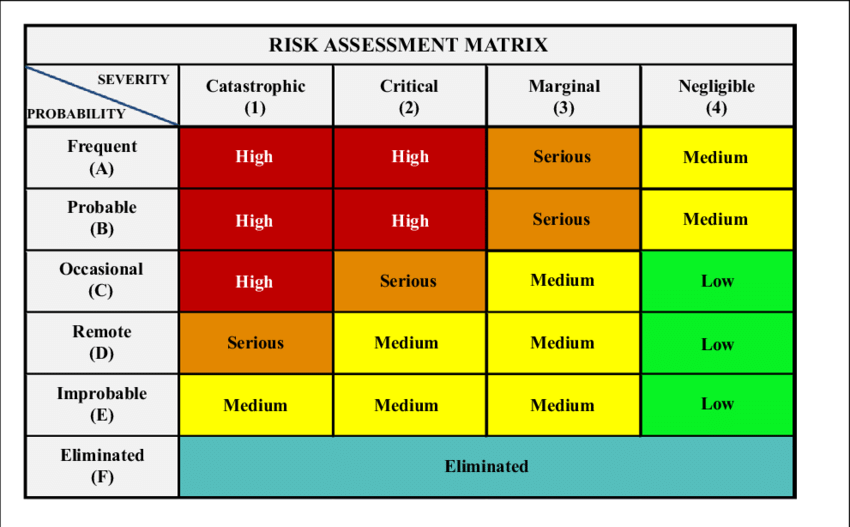 RISK ASSESSMENT MATRIX
SEVERITY
PROBABILITY
Catastrophic
(1)
Critical
(2)
Marginal
(3)
Negligible
(4)
Frequent
(A)
High
High
Serious
Medium
Probable
(B)
High
High
Serious
Medium
Occasional
(C)
High
Serious
Medium
Low
Remote
(D)
Serious
Medium
Medium
Low
Improbable
(E)
Medium
Medium
Medium
Low
Eliminated
(F)
Eliminated